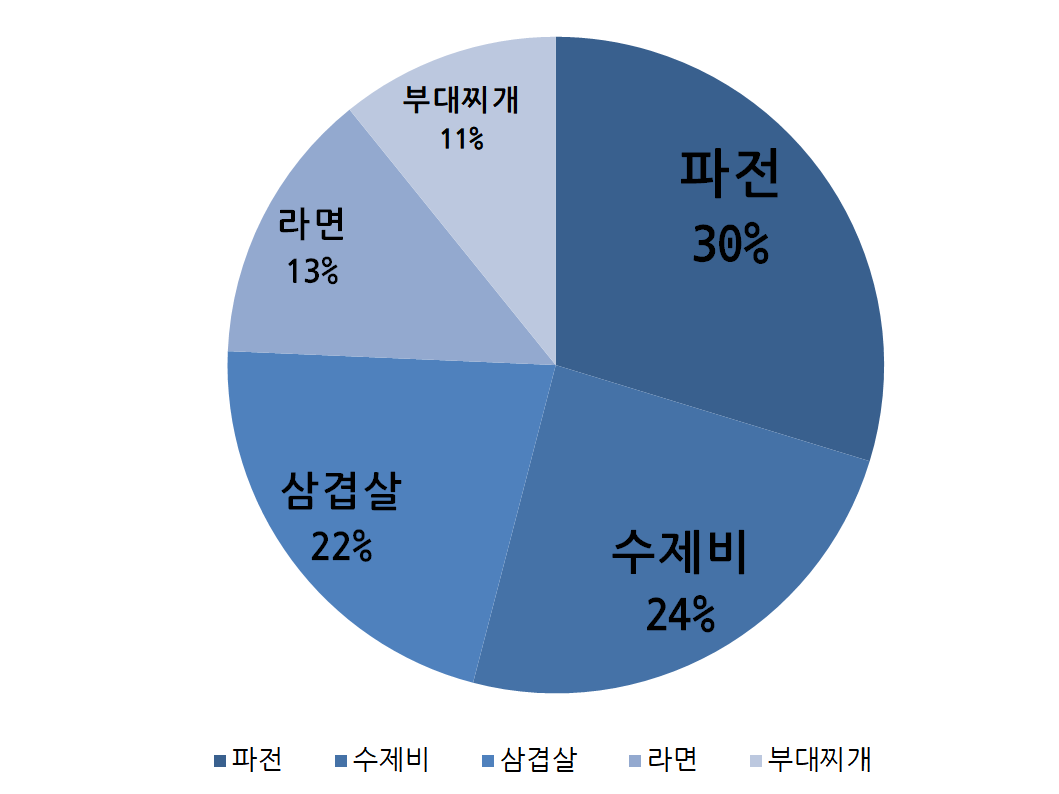 부대찌개
11%
파전
30%
라면
13%
삼겹살
22%
수제비
24%
파전 수제비 삼겹살 라면 부대찌개